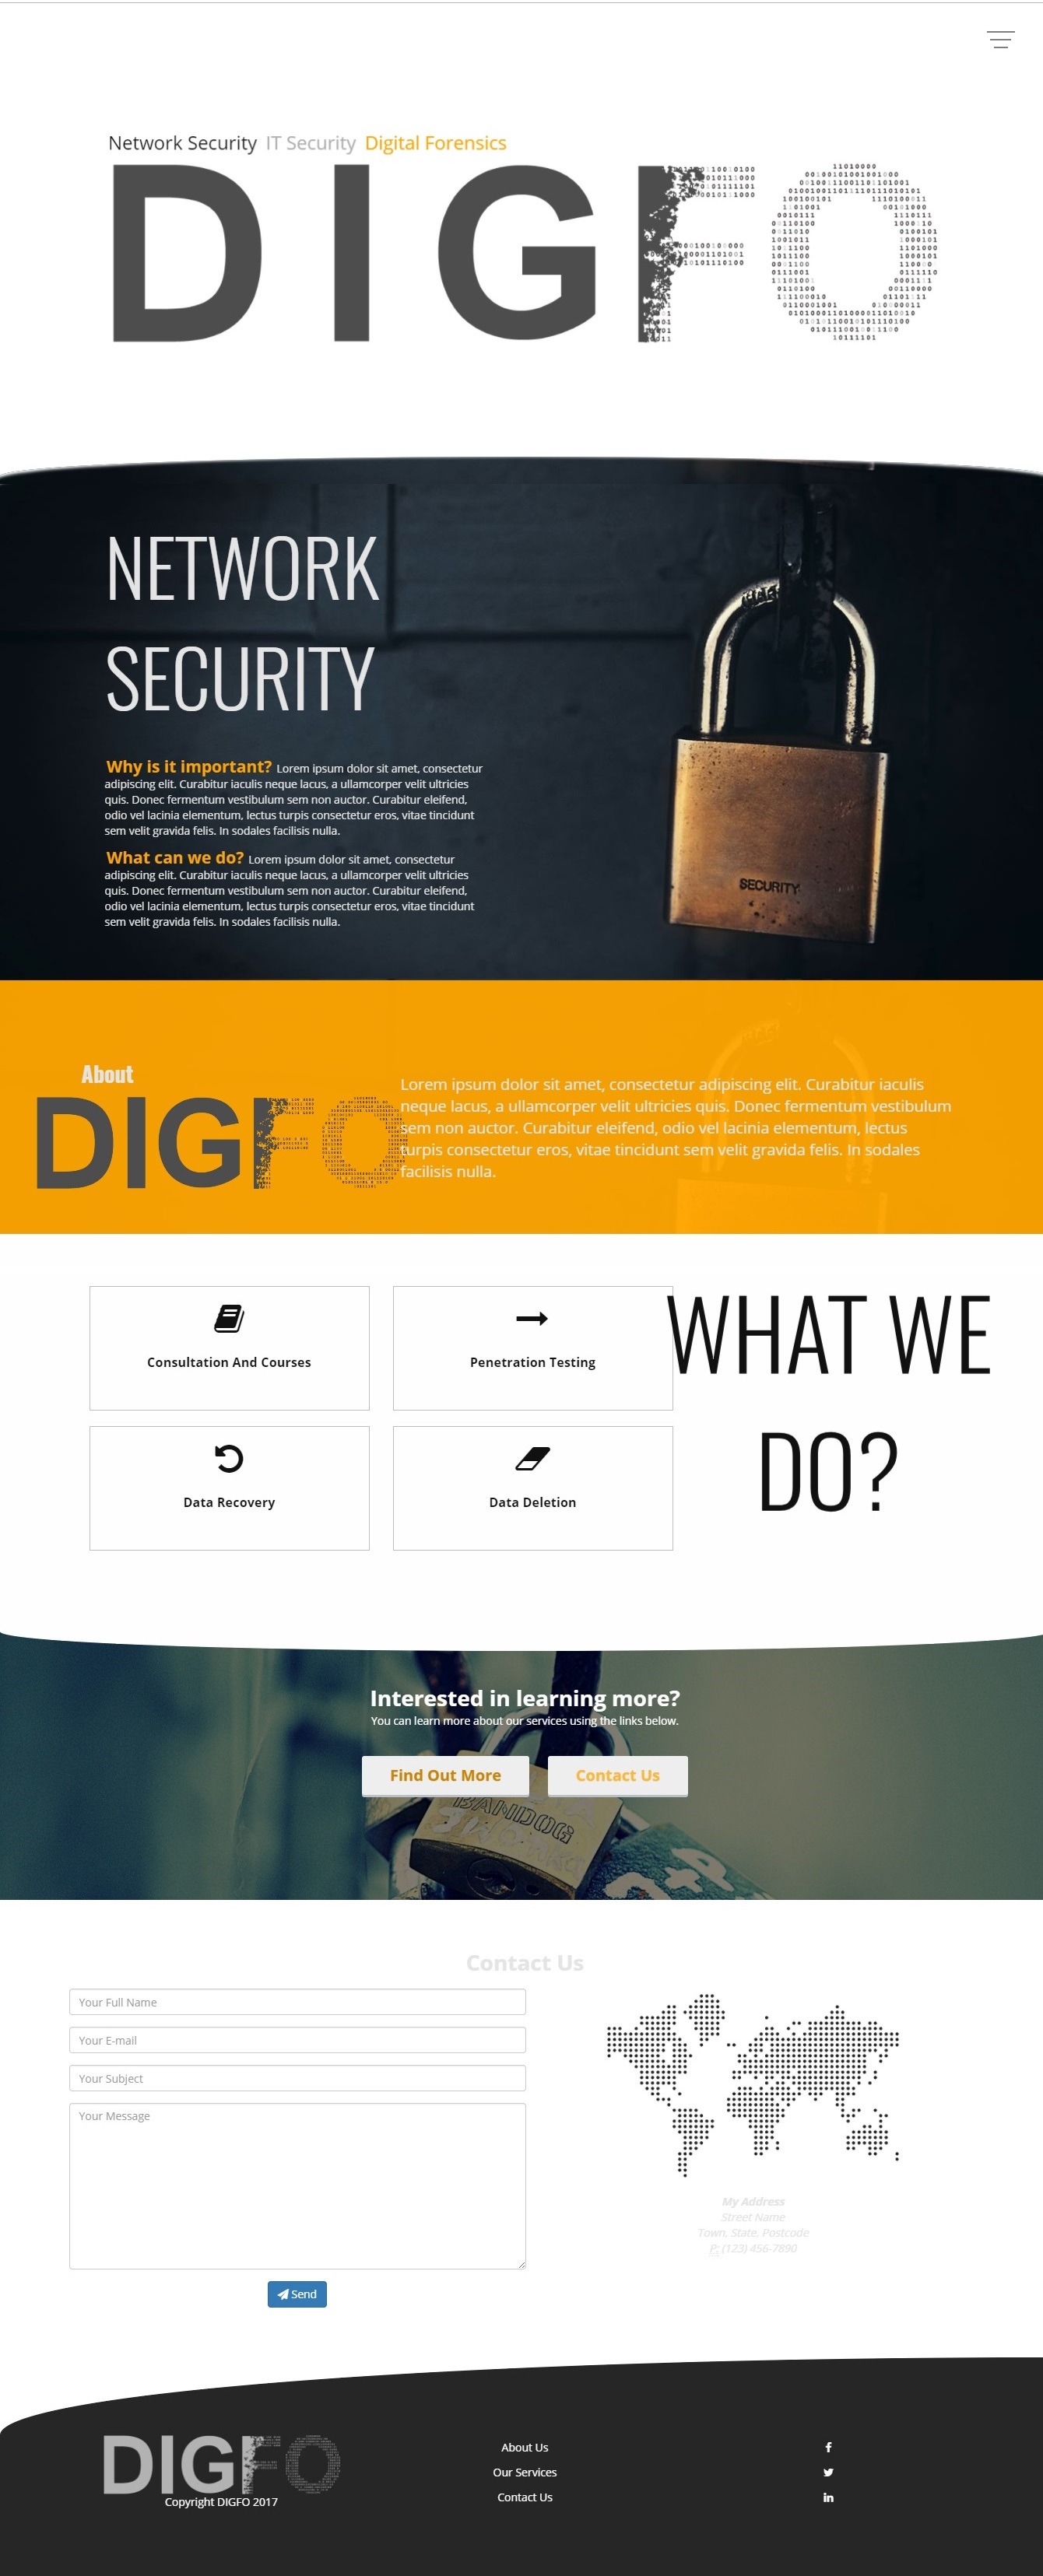 Network Security IT Security Digital Forensics
DIGFO
NETWORK
SECURITY
Why is it important? Lorem ipsum dolor sit amet, consectetur
adipiscing elit. Curabitur iaculis neque lacus, a ullamcorper velit ultricies
quis. Donec fermentum vestibulum sem non auctor. Curabitur eleifend,
odio vel lacinia elementum, lectus turpis consectetur eros, vitae tincidunt
sem velit gravida felis. In sodales facilisis nulla.
What can we do? Lorem ipsum dolor sit amet, consectetur
adipiscing elit. Curabitur iaculis neque lacus, a ullamcorper velit ultricies
quis. Donec fermentum vestibulum sem non auctor. Curabitur eleifend,
odio vel lacinia elementum, lectus turpis consectetur eros, vitae tincidunt
sem velit gravida felis. In sodales facilisis nulla.
SECURITY
About
DIGFO
Lorem ipsum dolor sit amet, consectetur adipiscing elit. Curabitur iaculis
neque lacus, a ullamcorper velit ultricies quis. Donec fermentum vestibulum
sem non auctor. Curabitur eleifend, odio vel lacinia elementum, lectus
turpis consectetur eros, vitae tincidunt sem velit gravida felis. In sodales
facilisis nulla.
Consultation And Courses
Penetration Testing
Data Recovery
Data Deletion
WHAT WE
DO?
Interested in learning more?
You can learn more about our services using the links below.
Find Out More
Contact Us
BANDOG
Contact Us
Your Full Name
Your E-mail
Your Subject
Your Message
Send
My Address
Street Name
Town, State, Postcode
P: (123) 456-7890
DIGFO
Copyright DIGFO 2017
About Us
Our Services
Contact Us